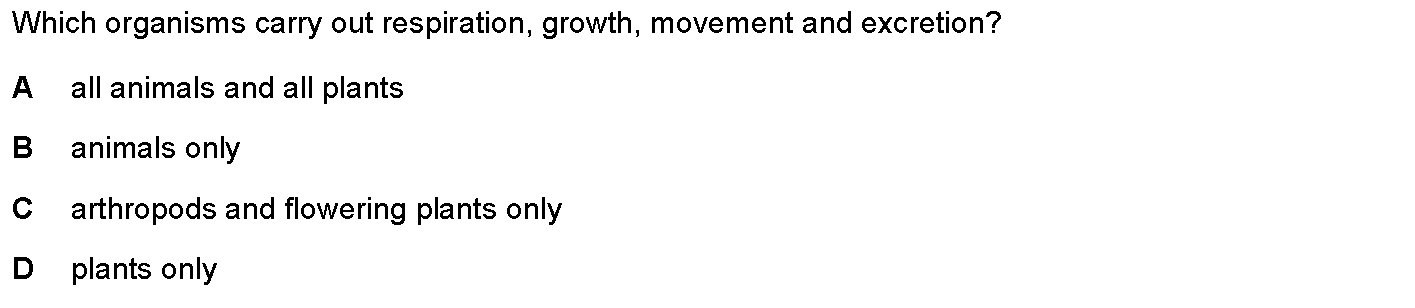 Which organisms carry out respiration, growth, movement and excretion?
A all animals and all plants
B animals only
C arthropods and flowering plants only
D plants only